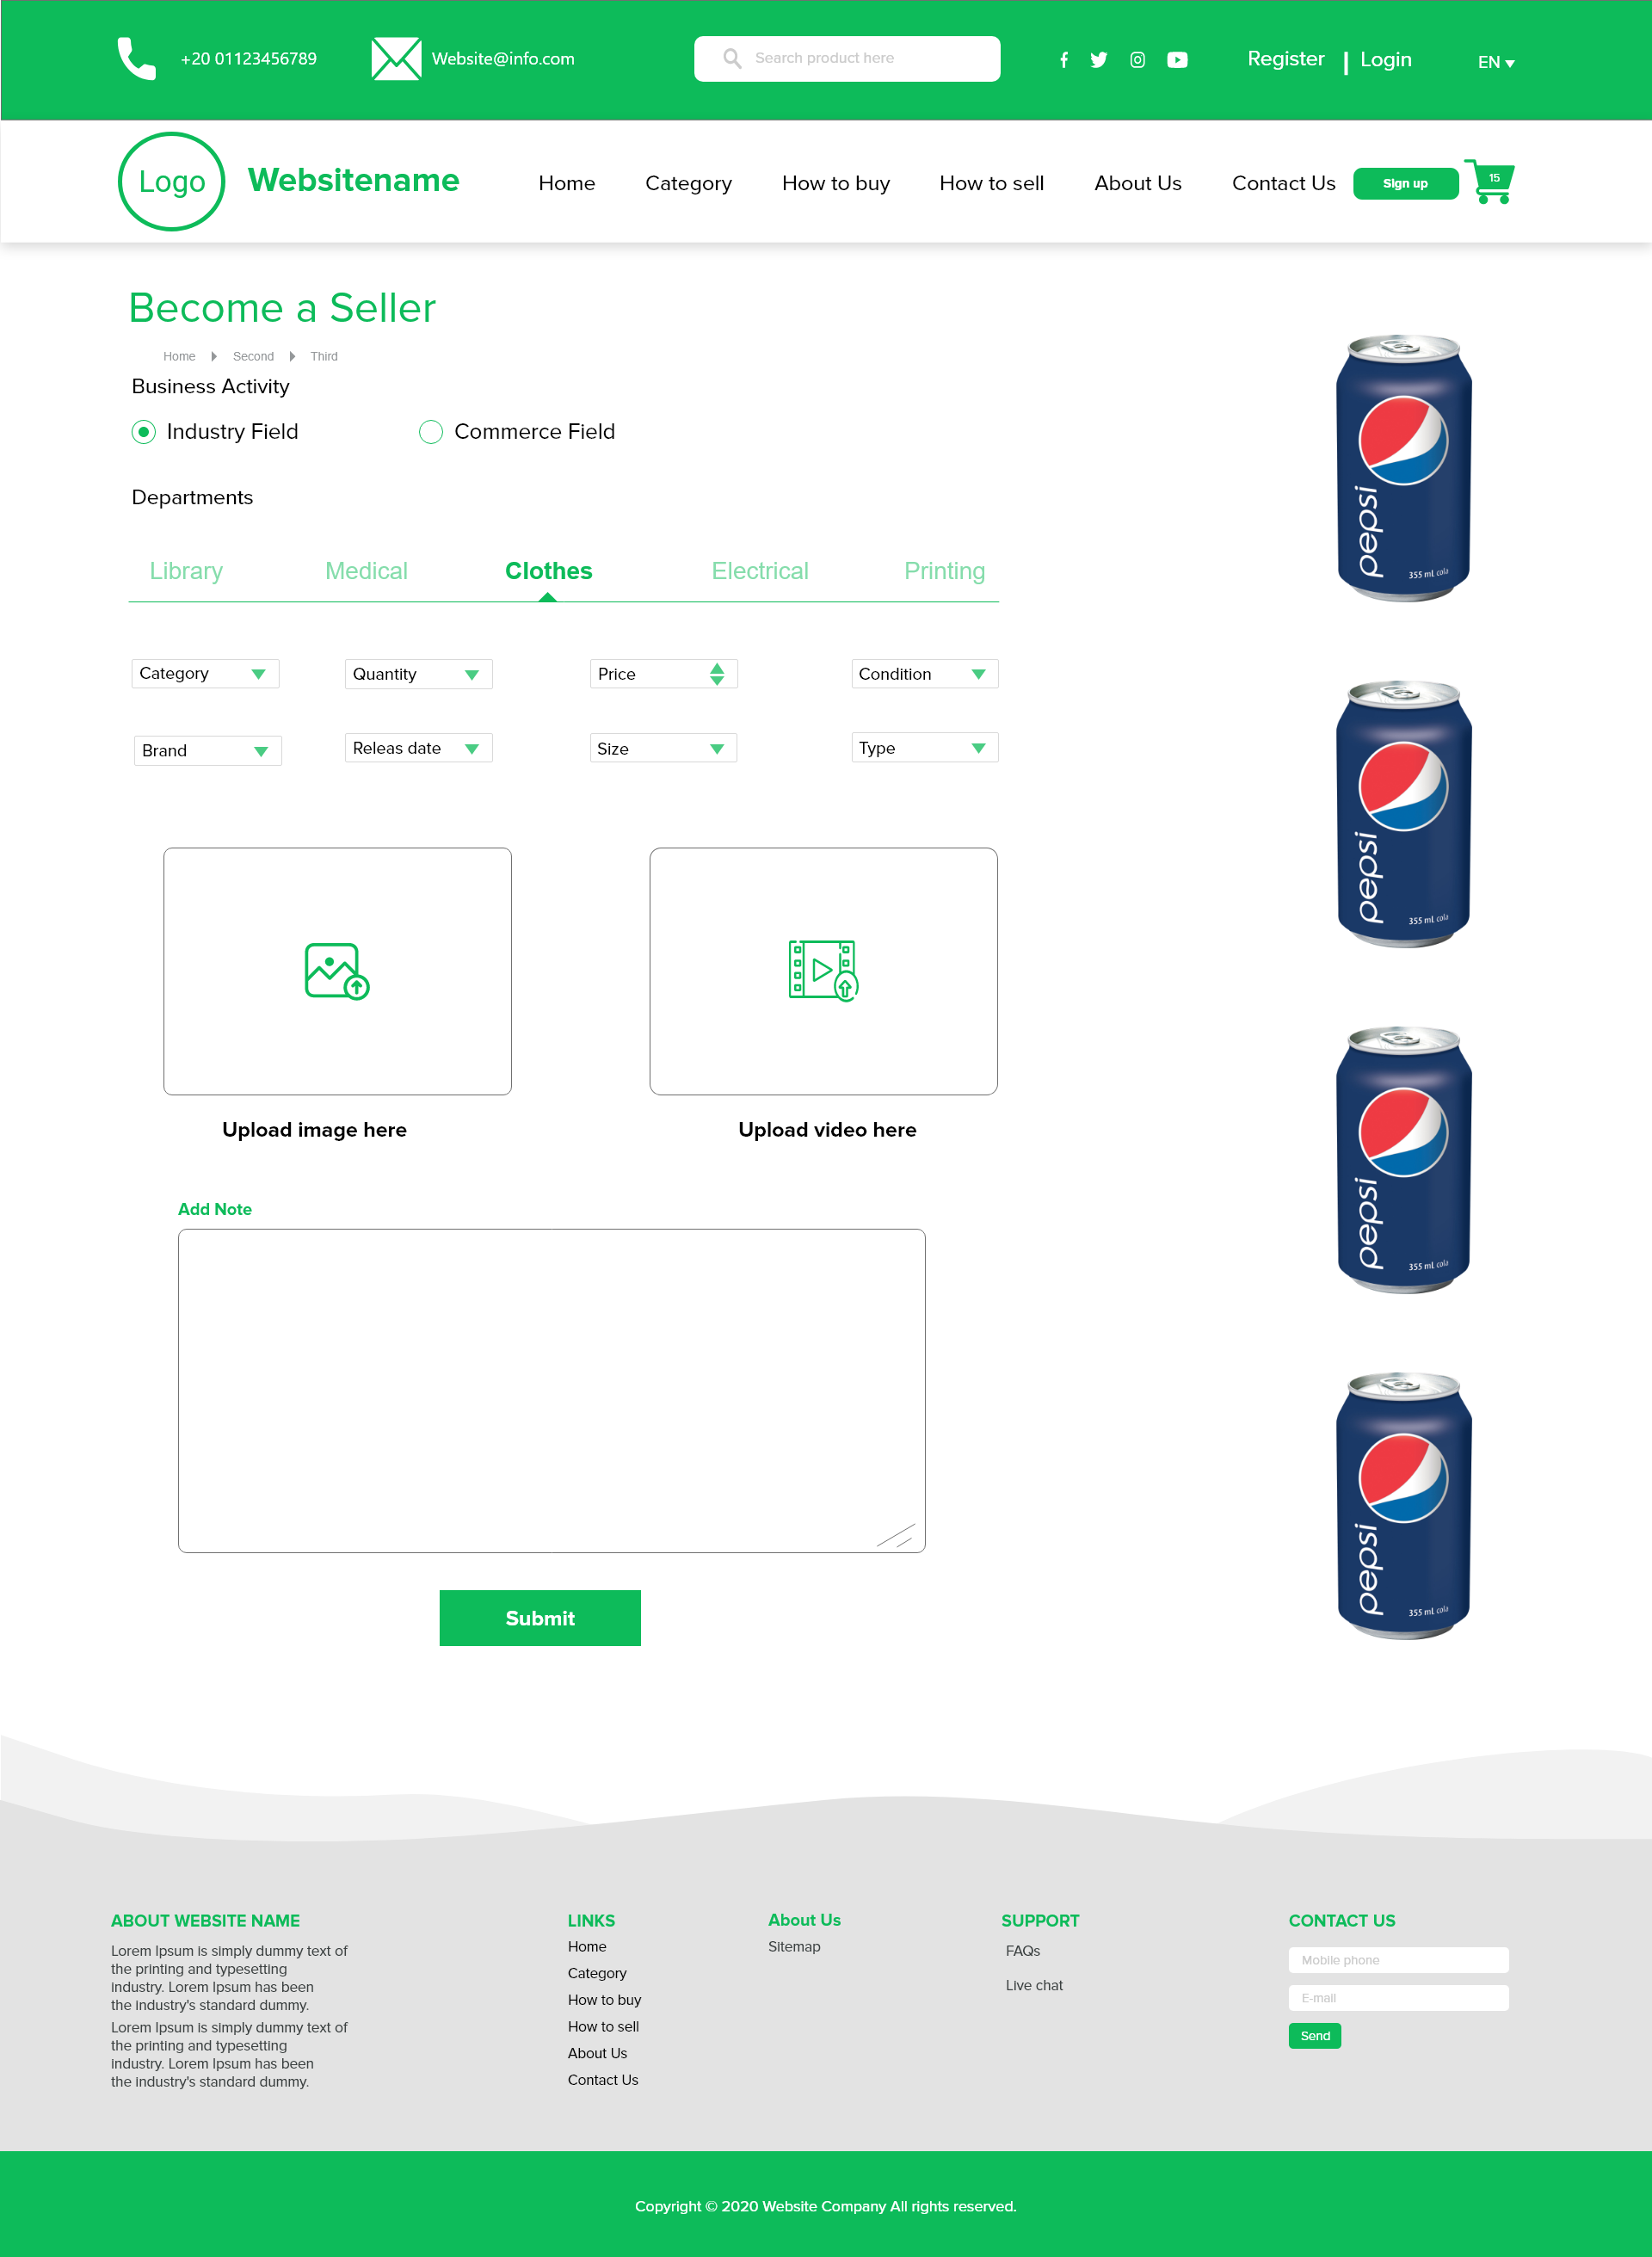 +20 01123456789
Website@info.com
Search product here
Register | Login
EN
Logo
Websitename
Home
Category
How to buy
How to sell
About Us
Contact Us
Sign up
15
Become a Seller
Home
Second
Third
Business Activity
Industry Field
Commerce Field
Departments
Library
Medical
Clothes
Electrical
Printing
Category
Quantity
Price
Condition
Brand
Releas date
Size
Type
Upload image here
Upload video here
Add Note
Submit
pepsi
355 mL cola
pepsi
355 mL cola
pepsi
355 mL cola
pepsi
355 mL cola
ABOUT WEBSITE NAME
Lorem Ipsum is simply dummy text of
the printing and typesetting
industry. Lorem Ipsum has been
the industry's standard dummy.
Lorem Ipsum is simply dummy text of
the printing and typesetting
industry. Lorem Ipsum has been
the industry's standard dummy.
LINKS
Home
Category
How to buy
How to sell
About Us
Contact Us
About Us
Sitemap
SUPPORT
FAQs
Live chat
CONTACT US
Mobile phone
E-mail
Send
Copyright © 2020 Website Company All rights reserved.